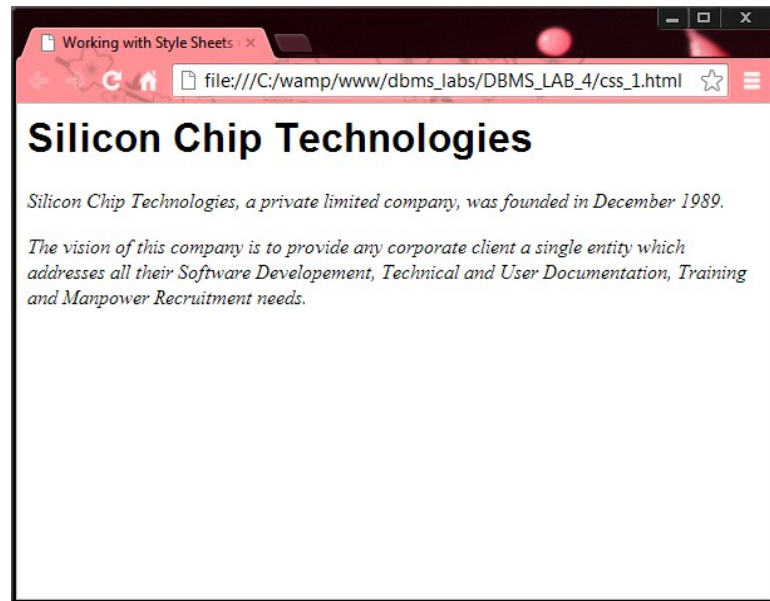 Working with Style Sheets
file:///C:/wamp/www/dbms_labs/DBMS_LAB_4/css_1.html
Silicon Chip Technologies
Silicon Chip Technologies, a private limited company, was founded in December 1989.
The vision of this company is to provide any corporate client a single entity which
addresses all their Software Developement, Technical and User Documentation, Training
and Manpower Recruitment needs.